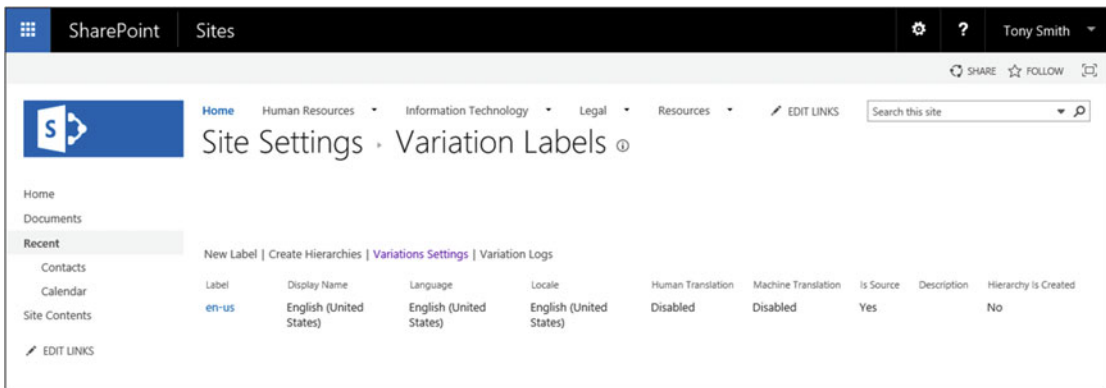 SharePoint Sites ? Tony Smith
SHARE FOLLOW
S
Home Human Resources Information Technology Legal Resources EDIT LINKS Search this site
Site Settings Variation Labels
Home
Documents
Recent
Contacts
Calendar
Site Contents
EDIT LINKS
New Label | Create Hierarchies | Variations Settings | Variation Logs
Label Display Name Language Locale Human Translation Machine Translation Is Source Description Hierarchy Is Created
en-us English (United English (United English (United Disabled Disabled Yes No
States) States) States)